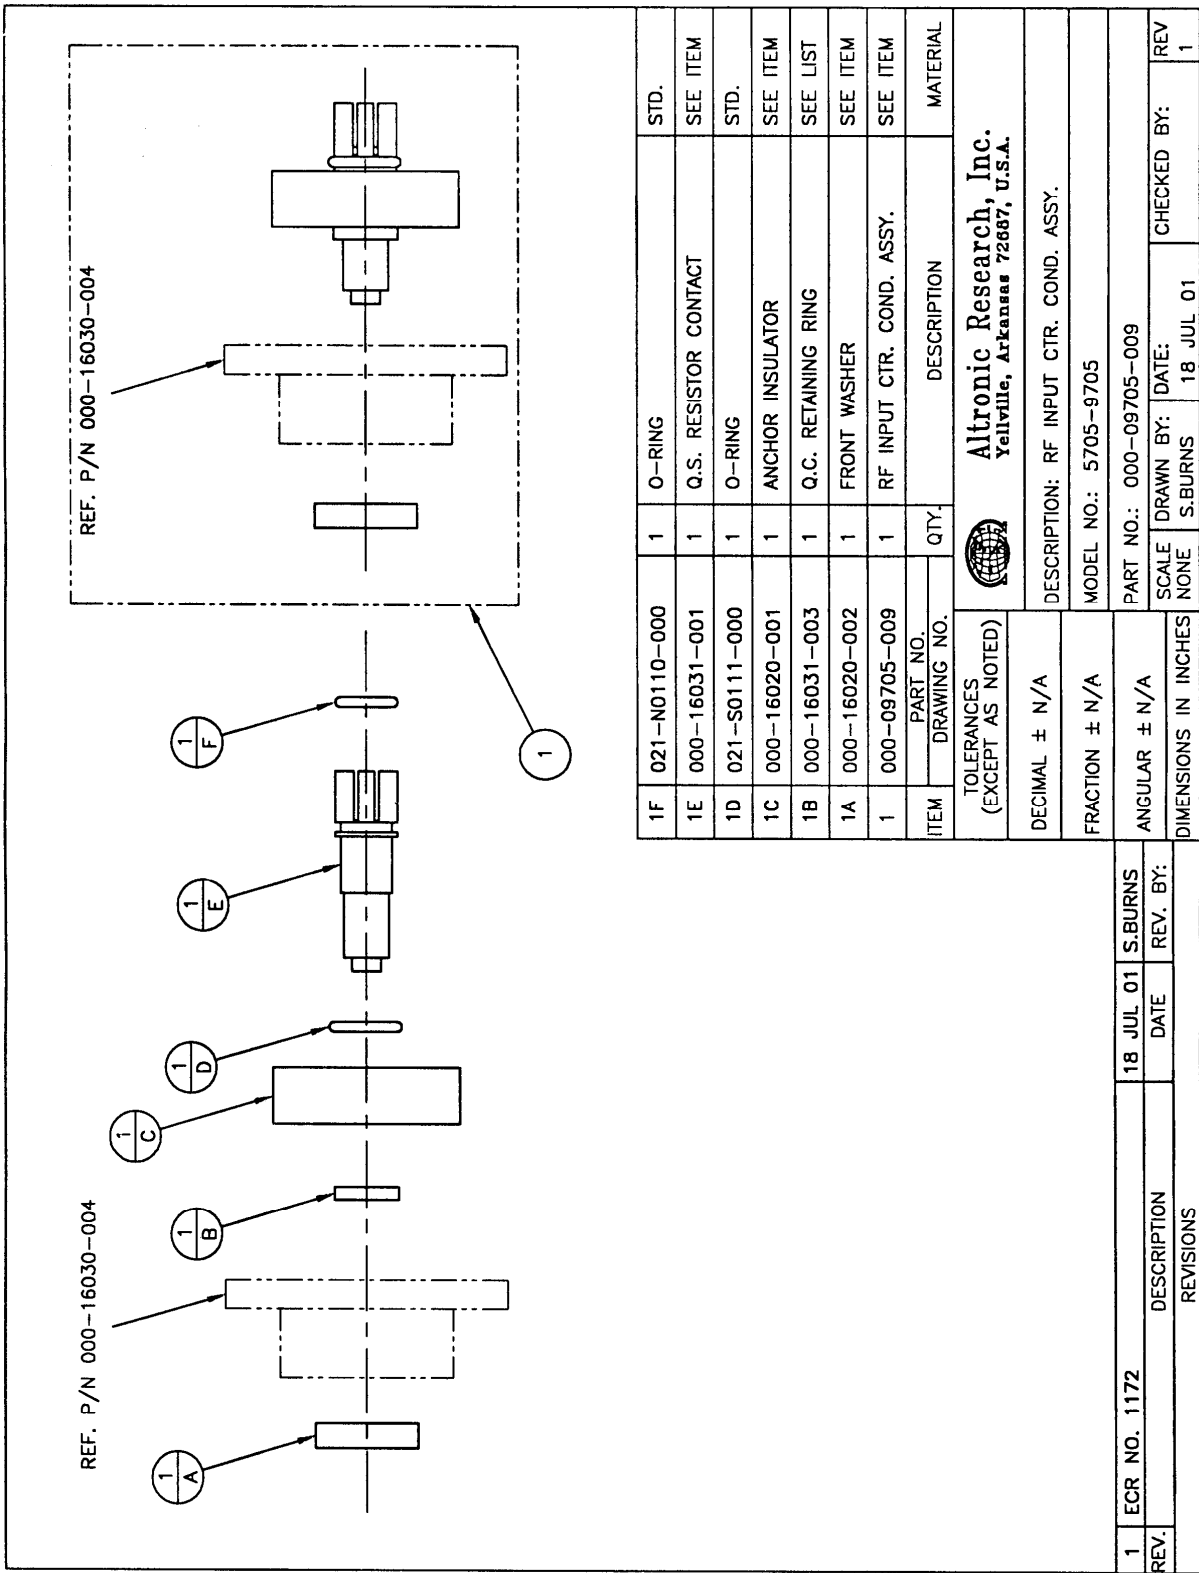 REF. P/N 000-16030-004
REF. P/N 000-16030-004
1 A
1 B
1 C
1 D
1 E
1 F
1
1F 021-N0110-000 1 O-RING STD.
1E 000-16031-001 1 Q.S. RESISTOR CONTACT SEE ITEM
1D 021-S0111-000 1 O-RING STD.
1C 000-16020-001 1 ANCHOR INSULATOR SEE ITEM
1B 000-16031-003 1 Q.C. RETAINING RING SEE LIST
1A 000-16020-002 1 FRONT WASHER SEE ITEM
1 000-09705-009 1 RF INPUT CTR. COND. ASSY. SEE ITEM
ITEM PART NO. DRAWING NO. QTY. DESCRIPTION MATERIAL
TOLERANCES
(EXCEPT AS NOTED)
DECIMAL ± N/A
FRACTION ± N/A
ANGULAR ± N/A
DIMENSIONS IN INCHES
Altronic Research, Inc.
Yellville, Arkansas 72687, U.S.A.
DESCRIPTION: RF INPUT CTR. COND. ASSY.
MODEL NO.: 5705-9705
PART NO.: 000-09705-009
SCALE NONE
DRAWN BY: S.BURNS
DATE: 18 JUL 01
CHECKED BY:
REV 1
1 ECR NO. 1172 18 JUL 01 S.BURNS
REV. DESCRIPTION DATE REV. BY:
REVISIONS